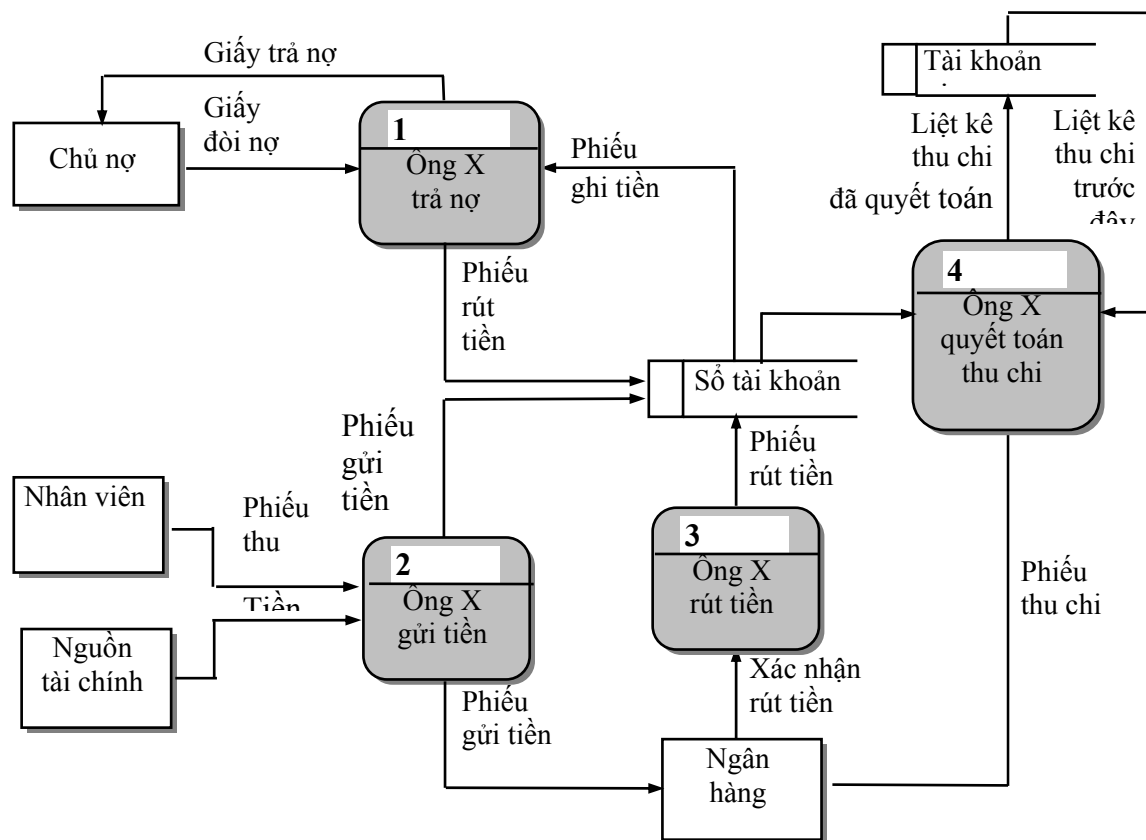 Giấy trả nợ
Giấy
đòi nợ
Chủ nợ
1
Ông X
trả nợ
Phiếu
ghi tiền
Tài khoản
Liệt kê
thu chi
đã quyết toán
Liệt kê
thu chi
trước
đây
4
Ông X
quyết toán
thu chi
Phiếu
rút
tiền
Sổ tài khoản
Phiếu
gửi
tiền
Phiếu
rút tiền
Nhân viên
Phiếu
thu
Tiền
Nguồn
tài chính
2
Ông X
gửi tiền
3
Ông X
rút tiền
Phiếu
thu chi
Phiếu
gửi tiền
Xác nhận
rút tiền
Ngân
hàng